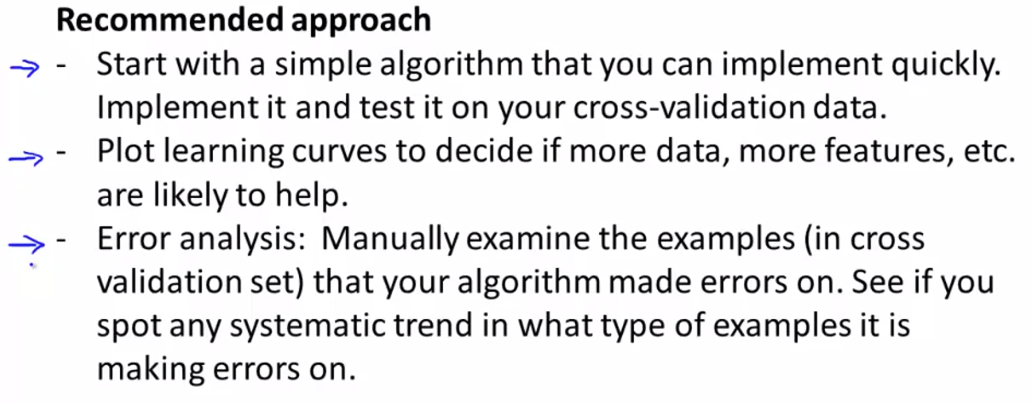 Recommended approach
- Start with a simple algorithm that you can implement quickly.
Implement it and test it on your cross-validation data.
- Plot learning curves to decide if more data, more features, etc.
are likely to help.
- Error analysis: Manually examine the examples (in cross
validation set) that your algorithm made errors on. See if you
spot any systematic trend in what type of examples it is
making errors on.